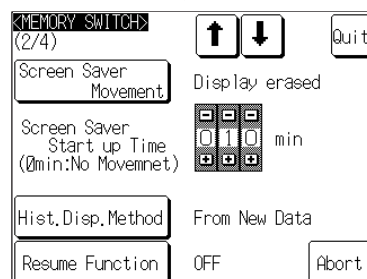 <MEMORY SWITCH>
(2/4)
Quit
Screen Saver
Movement
Display erased
Screen Saver
Start up Time
(0min:No Movemnet)
010 min
Hist.Disp.Method
From New Data
Resume Function
OFF
Abort